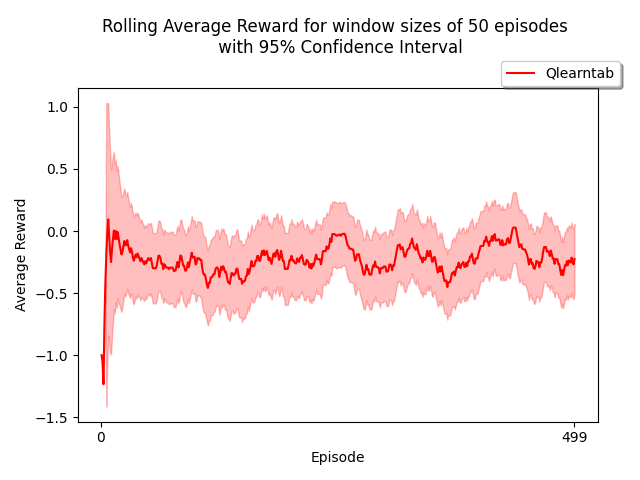 Rolling Average Reward for window sizes of 50 episodes
with 95% Confidence Interval
Qlearntab
1.0
0.5
0.0
−0.5
−1.0
−1.5
Average Reward
0
499
Episode